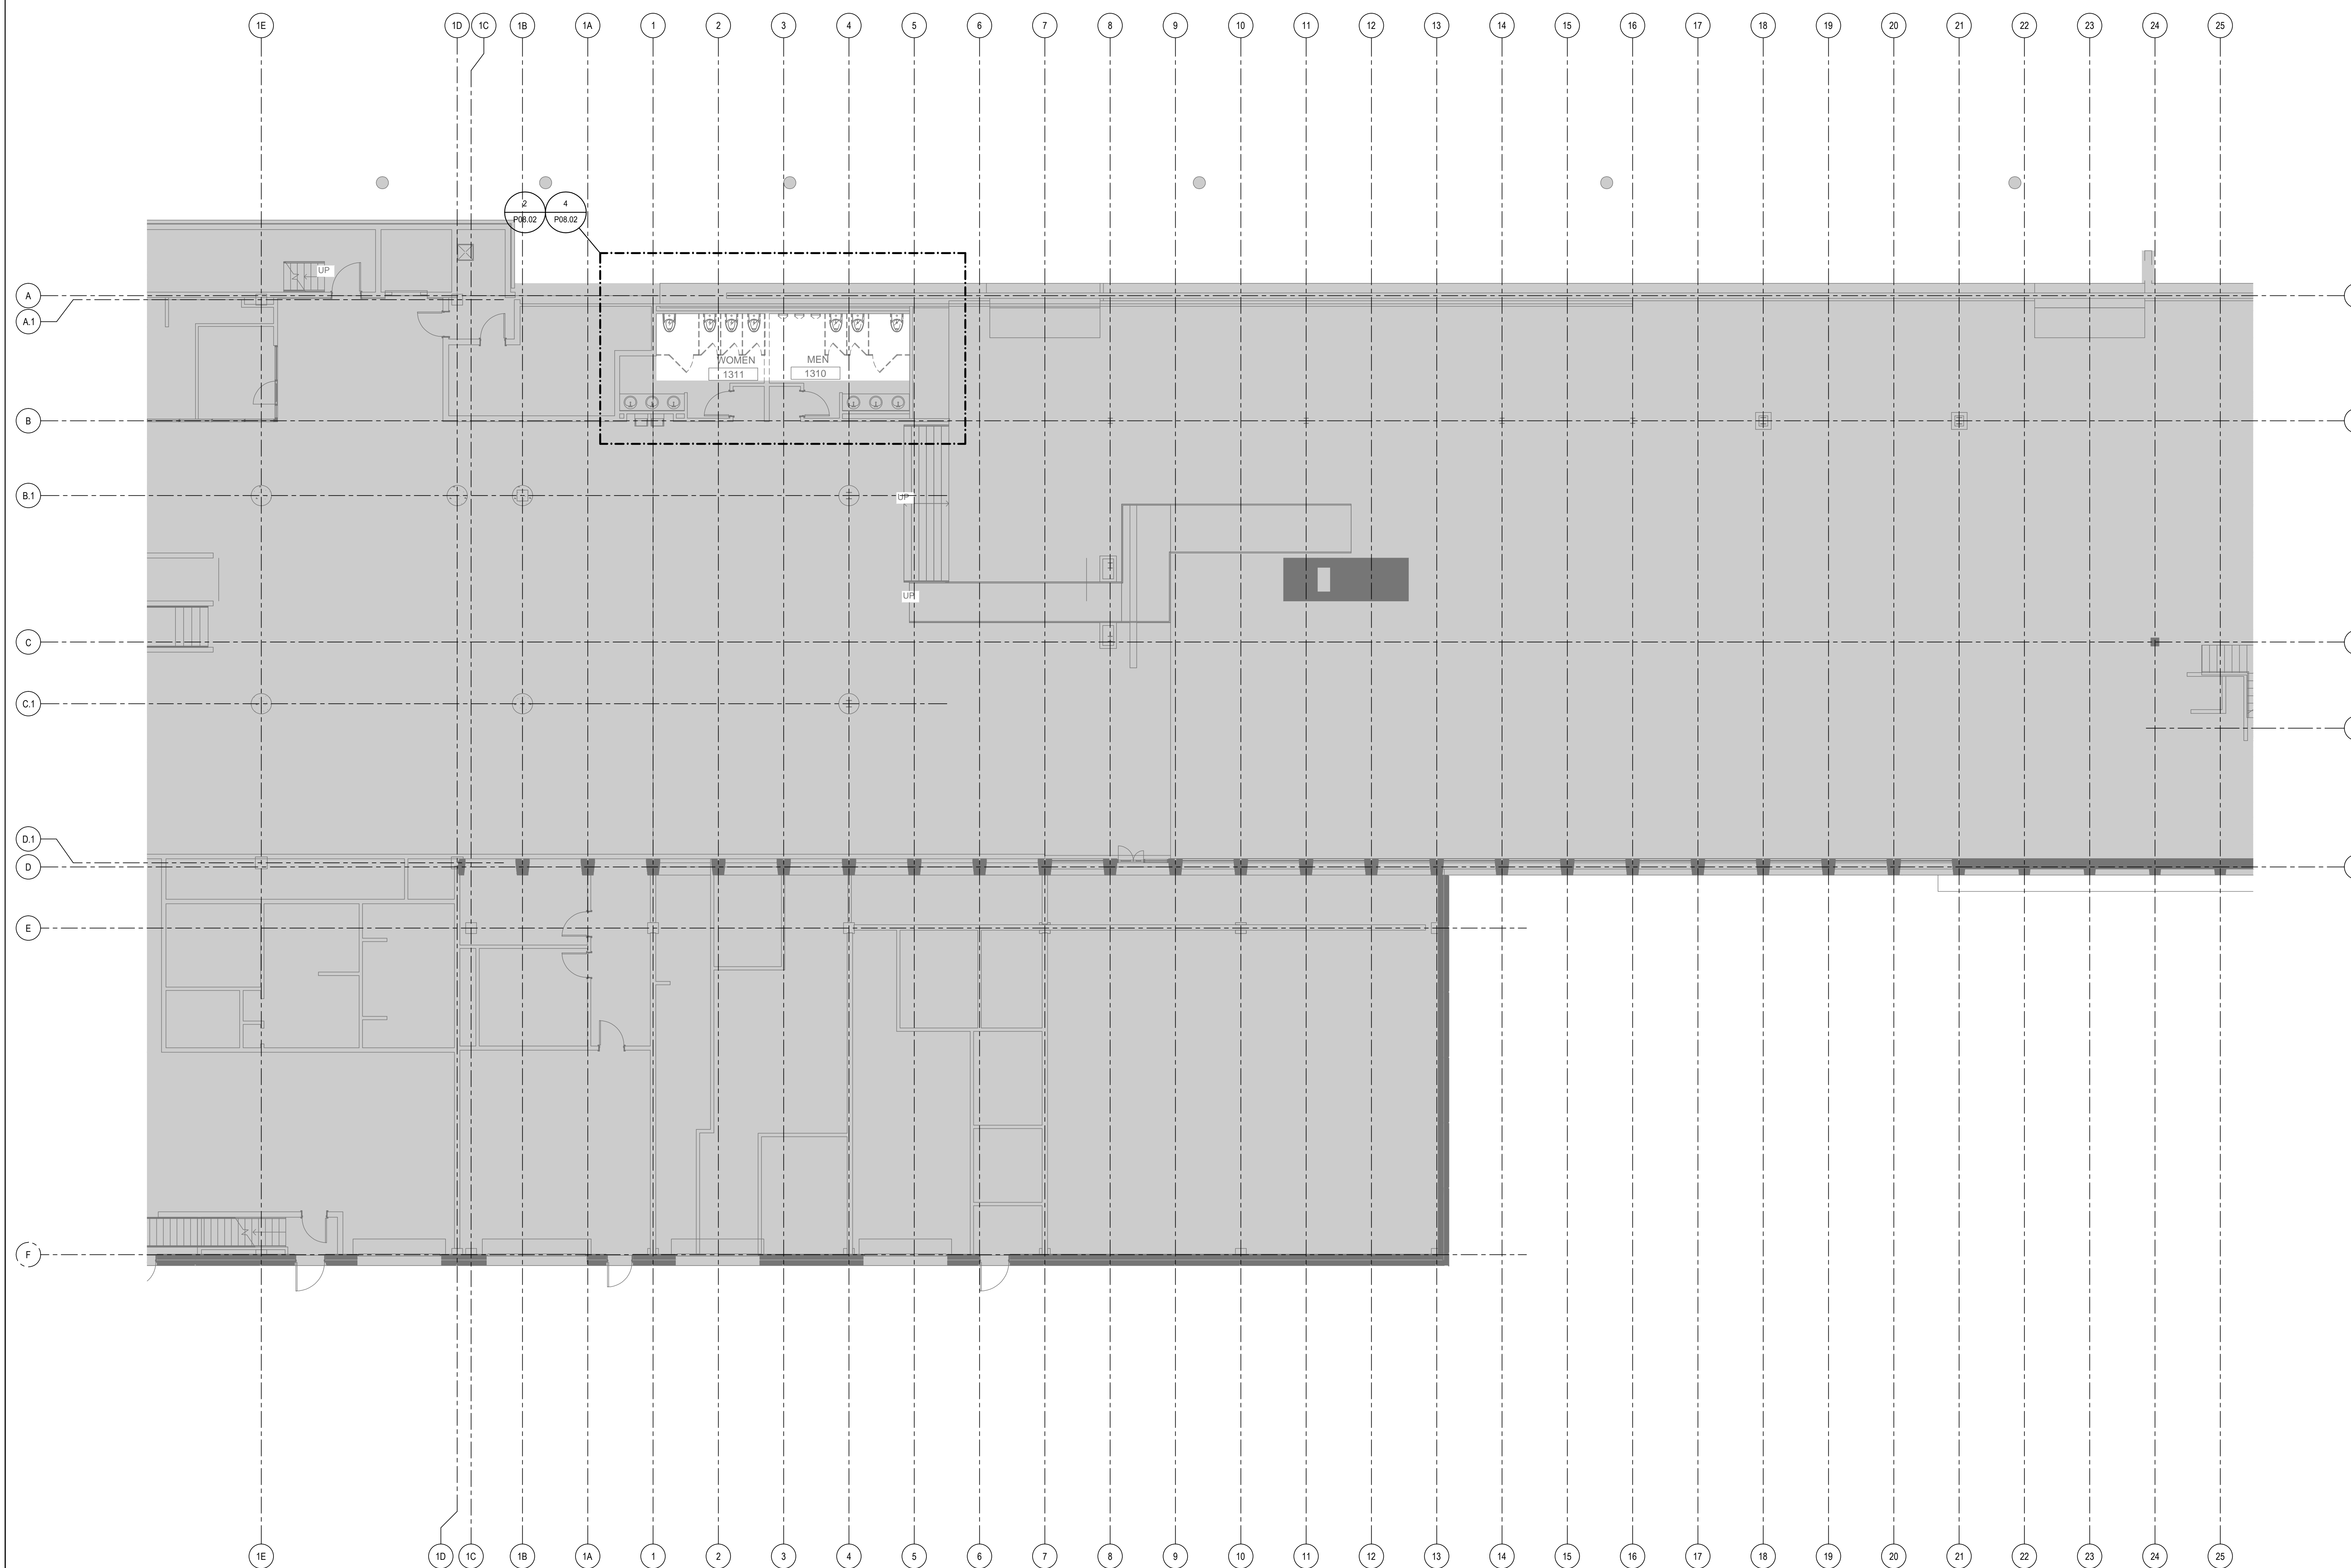 1E 1D 1C 1B 1A 1 2 3 4 5 6 7 8 9 10 11 12 13 14 15 16 17 18 19 20 21 22 23 24 25
2 4
P08.02 P08.02
UP
A
A.1
WOMEN MEN
1311 1310
B
B.1
UP
UP
C
C.1
D.1
D
E
F
1E 1D 1C 1B 1A 1 2 3 4 5 6 7 8 9 10 11 12 13 14 15 16 17 18 19 20 21 22 23 24 25